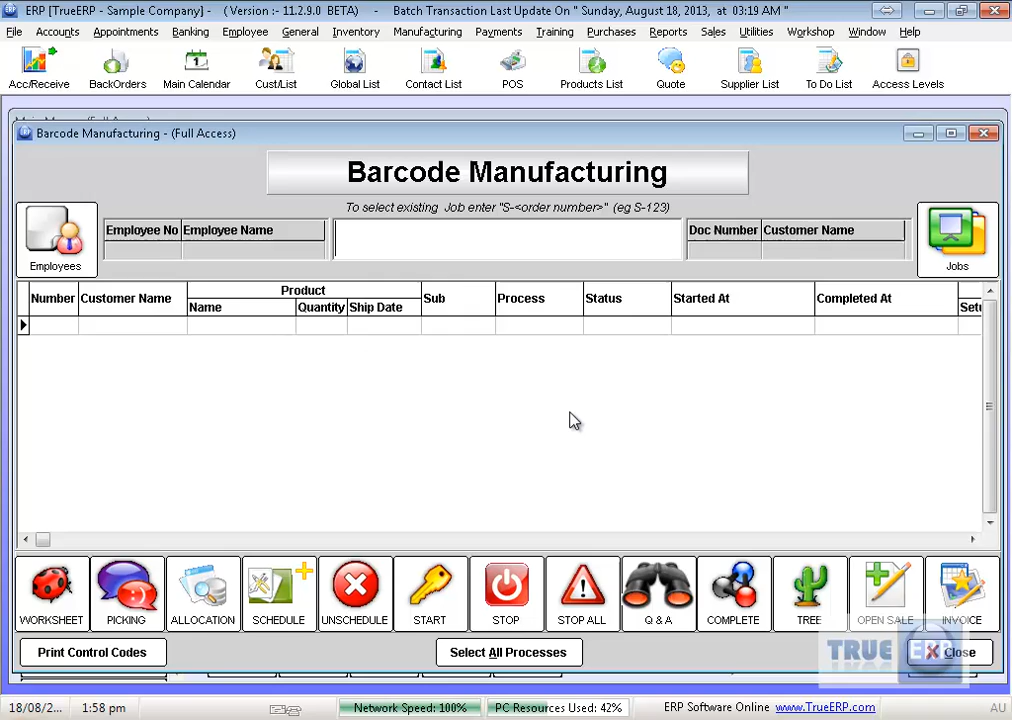 ERP [TrueERP - Sample Company] - ( Version : - 11.2.9.0 BETA) - Batch Transaction Last Update On " Sunday, August 18, 2013, at 03:19 AM "
File Accounts Appointments Banking Employee General Inventory Manufacturing Payments Training Purchases Reports Sales Utilities Workshop Window Help
Acc/Receive BackOrders Main Calendar Cust/List Global List Contact List POS Products List Quote Supplier List To Do List Access Levels
Barcode Manufacturing - (Full Access)
Barcode Manufacturing
To select existing Job enter "S-<order number>" (eg S-123)
Employee No Employee Name Doc Number Customer Name
Employees Jobs
Number Customer Name Product Sub Process Status Started At Completed At
Name Quantity Ship Date
WORKSHEET PICKING ALLOCATION SCHEDULE UNSCHEDULE START STOP STOP ALL Q & A COMPLETE TREE OPEN SALE INVOICE
Print Control Codes Select All Processes Close
TRUE ERP
18/08/2... 1:58 pm Network Speed: 100% PC Resources Used: 42% ERP Software Online www.TrueERP.com AU